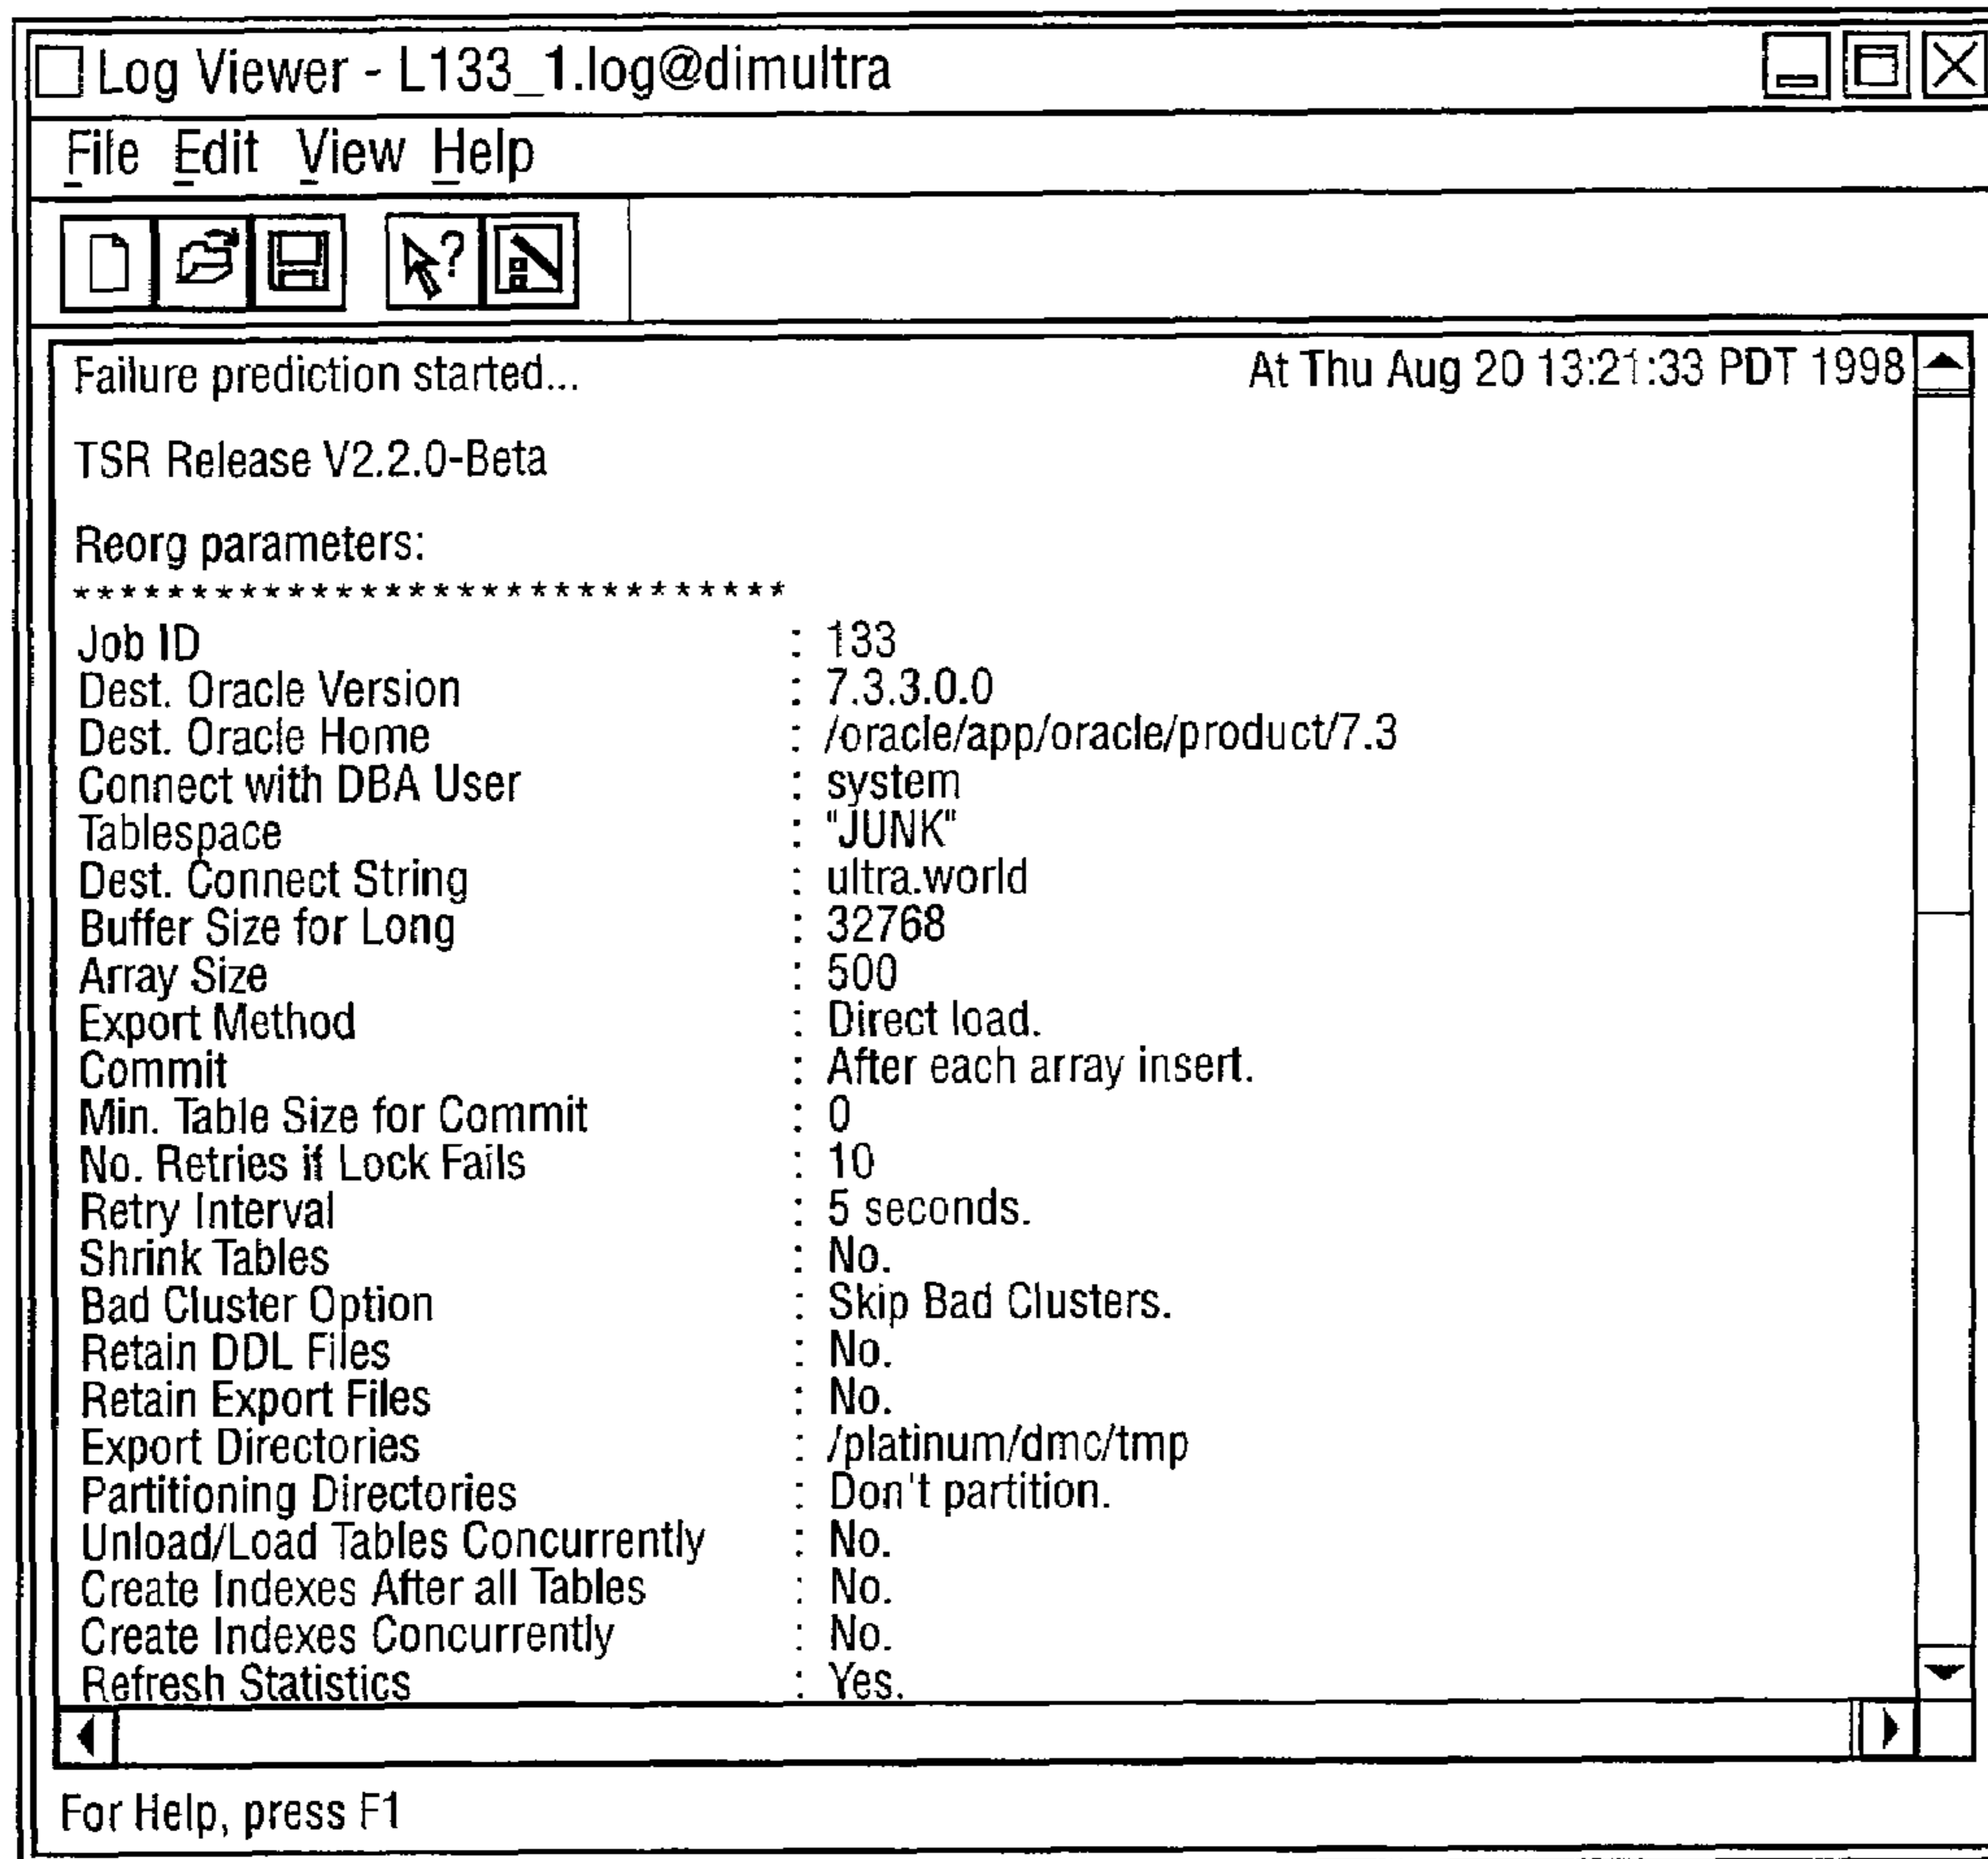 Log Viewer - L133_1.log@dimultra
File Edit View Help
Failure prediction started... At Thu Aug 20 13:21:33 PDT 1998
TSR Release V2.2.0-Beta
Reorg parameters:
******************************
Job ID : 133
Dest. Oracle Version : 7.3.3.0.0
Dest. Oracle Home : /oracle/app/oracle/product/7.3
Connect with DBA User : system
Tablespace : "JUNK"
Dest. Connect String : ultra.world
Buffer Size for Long : 32768
Array Size : 500
Export Method : Direct load.
Commit : After each array insert.
Min. Table Size for Commit : 0
No. Retries if Lock Fails : 10
Retry Interval : 5 seconds.
Shrink Tables : No.
Bad Cluster Option : Skip Bad Clusters.
Retain DDL Files : No.
Retain Export Files : No.
Export Directories : /platinum/dmc/tmp
Partitioning Directories : Don't partition.
Unload/Load Tables Concurrently : No.
Create Indexes After all Tables : No.
Create Indexes Concurrently : No.
Refresh Statistics : Yes.
For Help, press F1